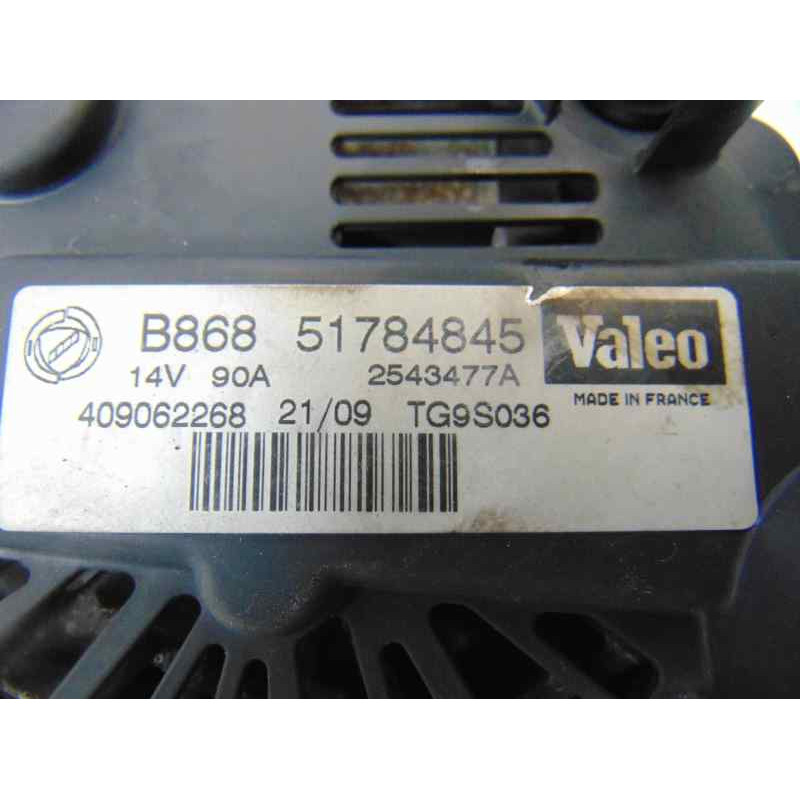 B868 51784845 Valeo
14V 90A 2543477A MADE IN FRANCE
409062268 21/09 TG9S036